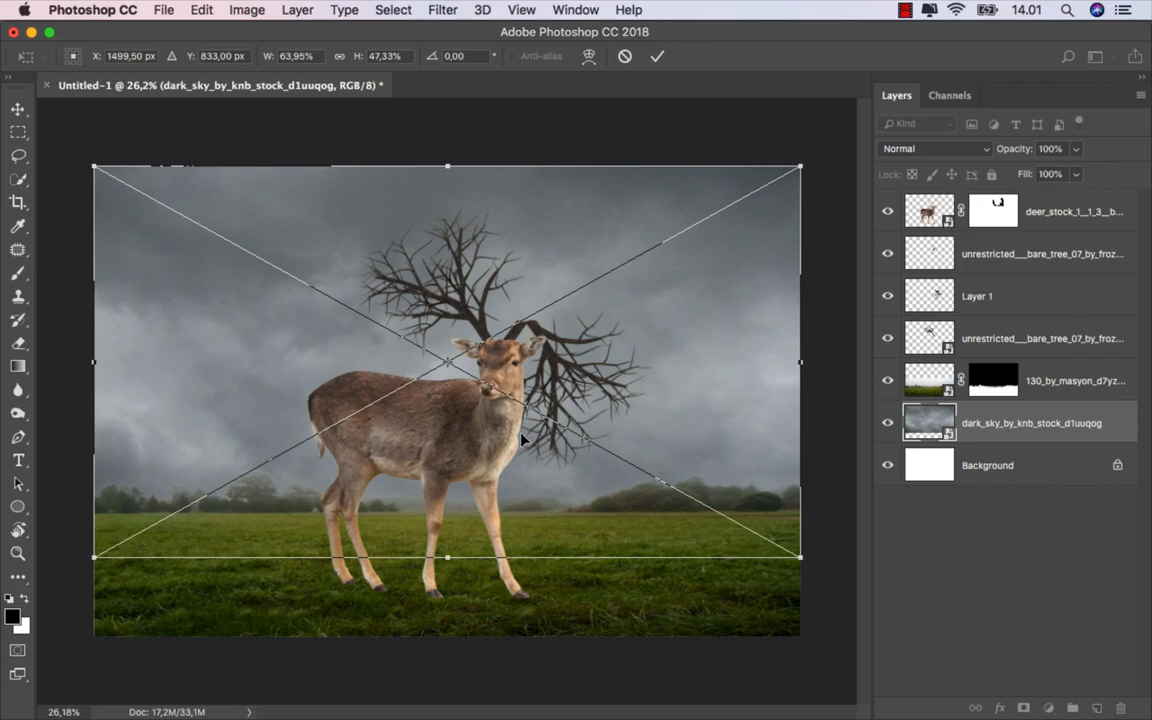 Photoshop CC File Edit Image Layer Type Select Filter 3D View Window Help 14.01
Adobe Photoshop CC 2018
X: 1499,50 px Y: 833,00 px W: 63,95% H: 47,33% 0,00 ° Anti-alias
Untitled-1 @ 26,2% (dark_sky_by_knb_stock_d1uuqog, RGB/8) *
Layers Channels
Kind
Normal Opacity: 100%
Lock: Fill: 100%
deer_stock_1__1_3__b...
unrestricted__bare_tree_07_by_froz...
Layer 1
unrestricted__bare_tree_07_by_froz...
130_by_masyon_d7yz...
dark_sky_by_knb_stock_d1uuqog
Background
26,18% Doc: 17,2M/33,1M